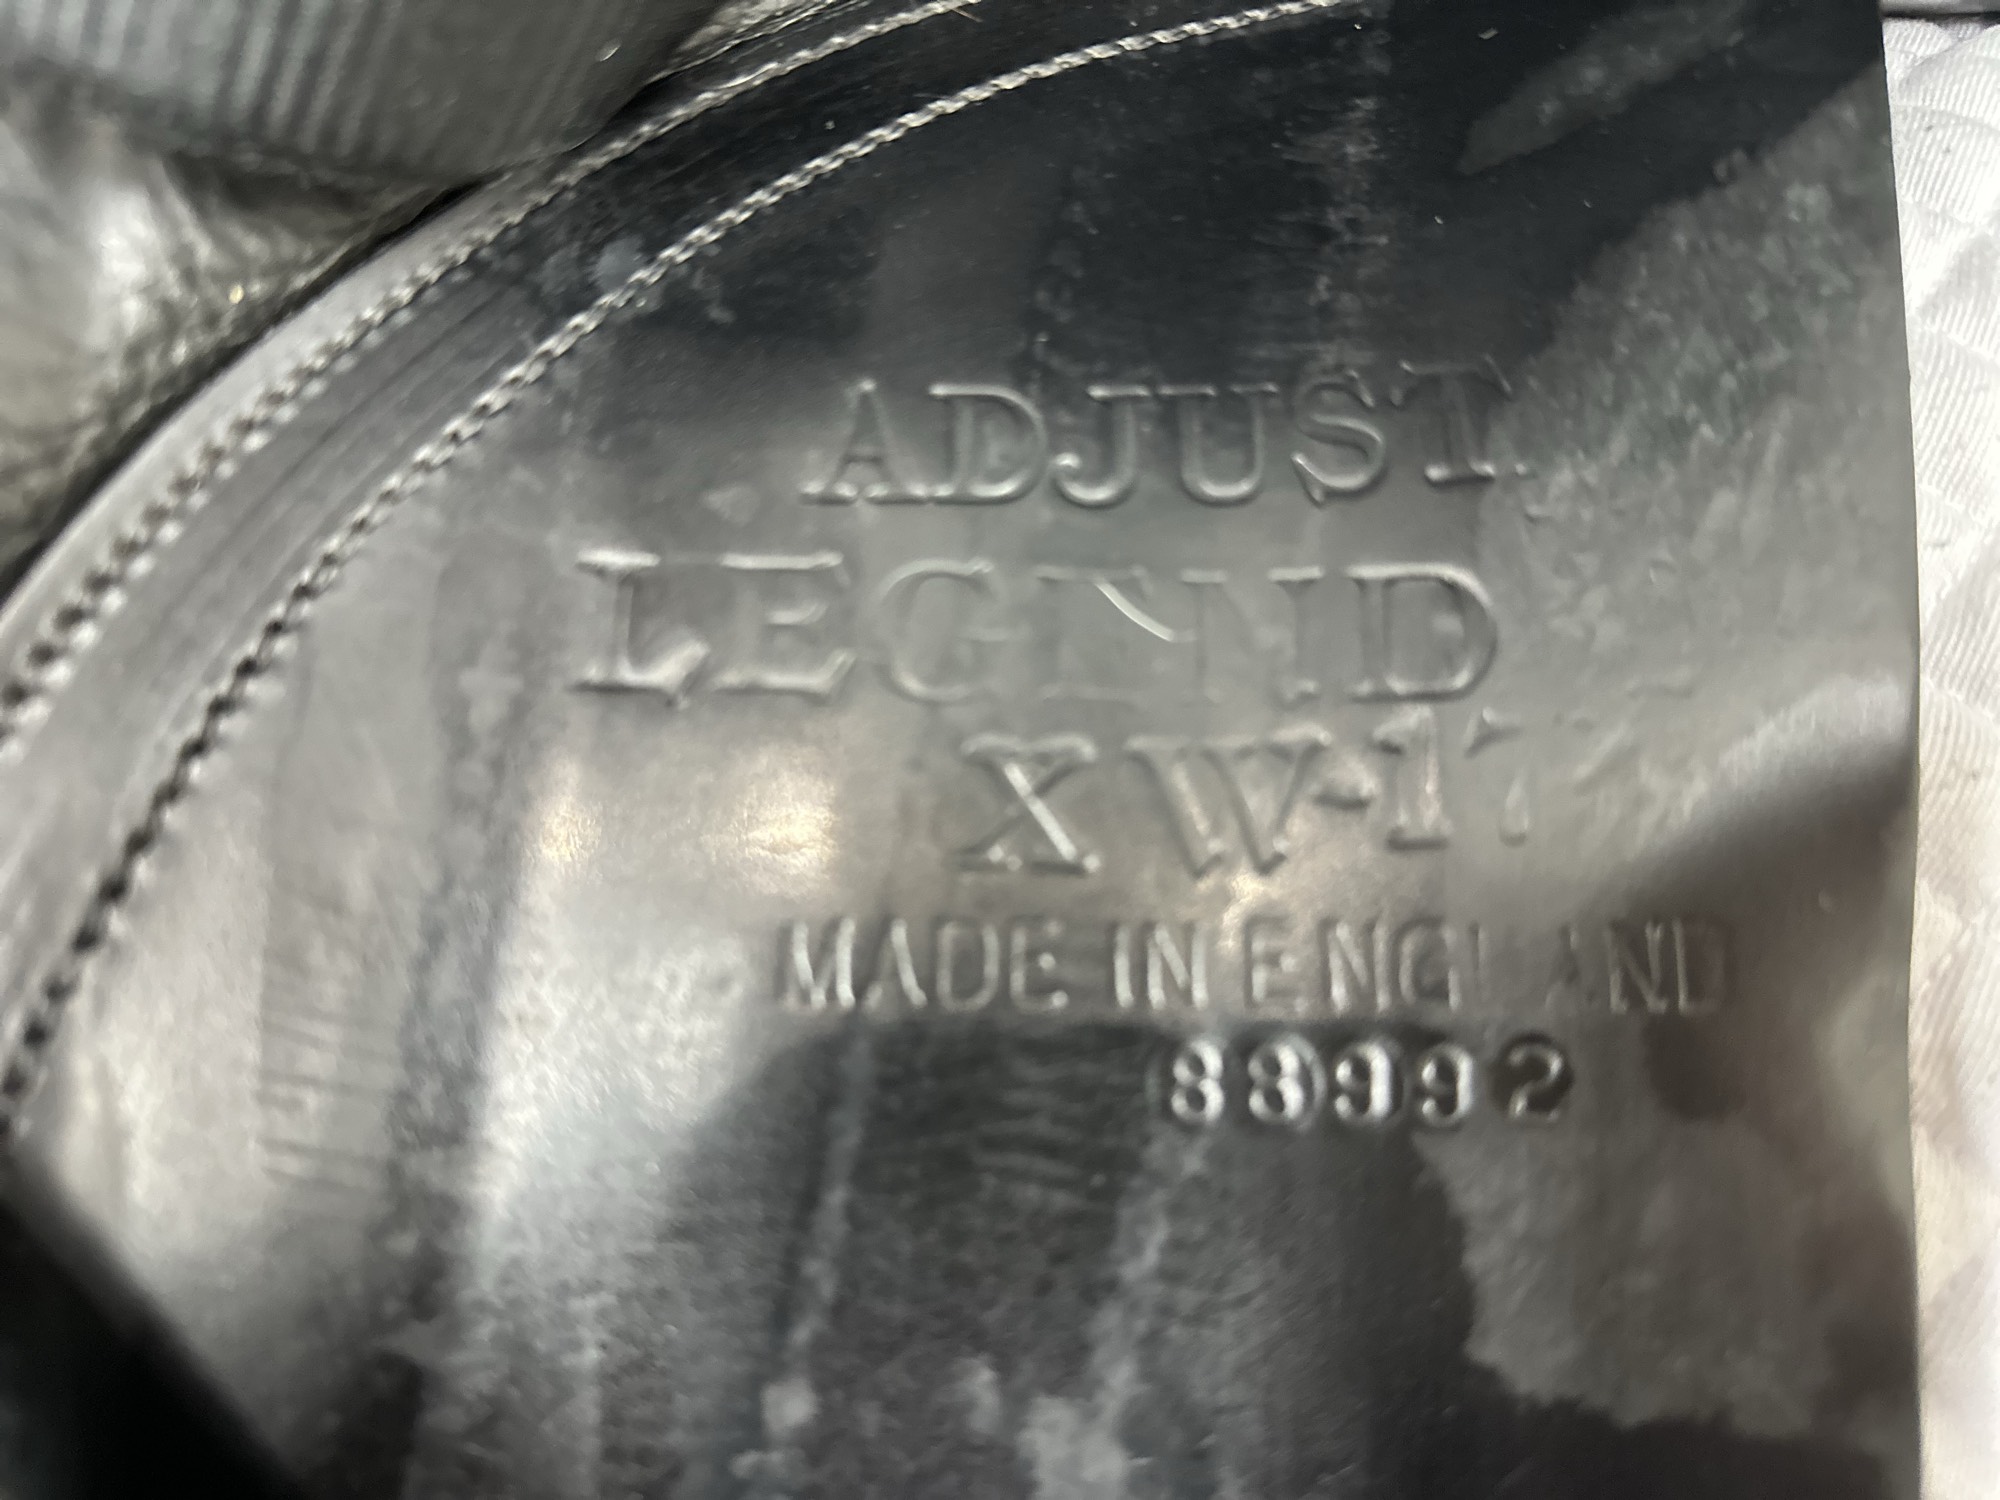 ADJUST.
LEGEND
XW-17
MADE IN ENGLAND
88992